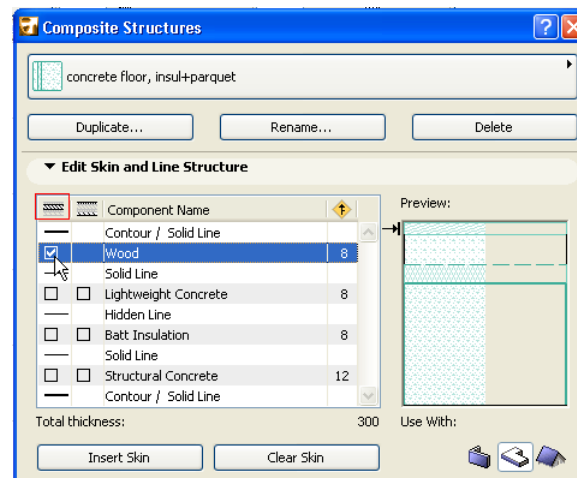 Composite Structures
concrete floor, insul+parquet
Duplicate... Rename... Delete
Edit Skin and Line Structure
Component Name
Preview:
Contour / Solid Line
Wood 8
Solid Line
Lightweight Concrete 8
Hidden Line
Batt Insulation 8
Solid Line
Structural Concrete 12
Contour / Solid Line
Total thickness: 300 Use With:
Insert Skin Clear Skin